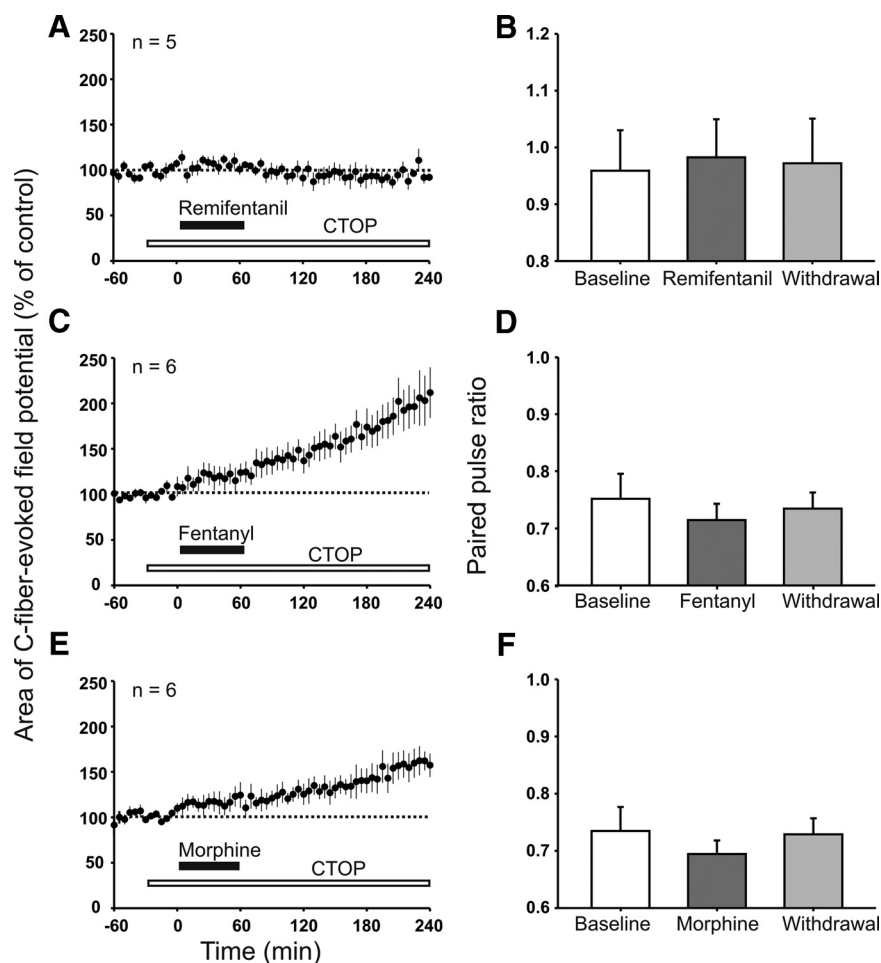 A
n = 5
250
200
150
100
50
0
Remifentanil
CTOP
-60 0 60 120 180 240
B
1.2
1.1
1.0
0.9
0.8
Baseline Remifentanil Withdrawal
C
n = 6
250
200
150
100
50
0
Fentanyl
CTOP
-60 0 60 120 180 240
D
1.0
0.9
0.8
0.7
0.6
Baseline Fentanyl Withdrawal
E
n = 6
250
200
150
100
50
0
Morphine
CTOP
-60 0 60 120 180 240
Time (min)
F
1.0
0.9
0.8
0.7
0.6
Baseline Morphine Withdrawal
Area of C-fiber-evoked field potential (% of control)
Paired pulse ratio